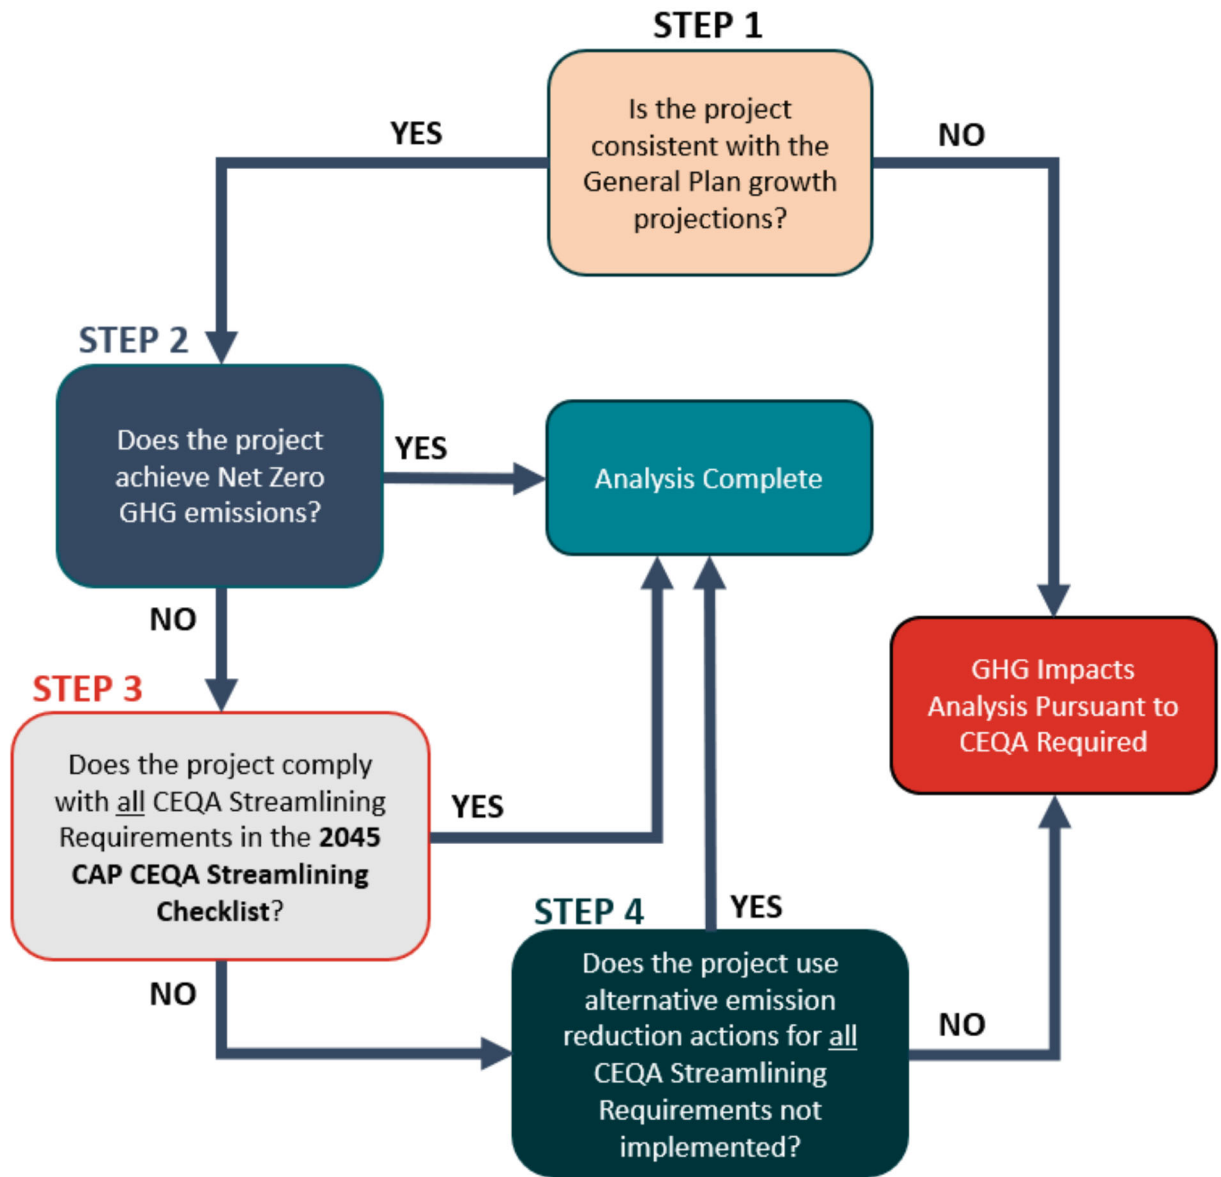 STEP 1
Is the project
consistent with the
General Plan growth
projections?
YES
NO
STEP 2
Does the project
achieve Net Zero
GHG emissions?
YES
Analysis Complete
NO
GHG Impacts
Analysis Pursuant to
CEQA Required
STEP 3
Does the project comply
with all CEQA Streamlining
Requirements in the 2045
CAP CEQA Streamlining
Checklist?
YES
NO
STEP 4
YES
Does the project use
alternative emission
reduction actions for all
CEQA Streamlining
Requirements not
implemented?
NO